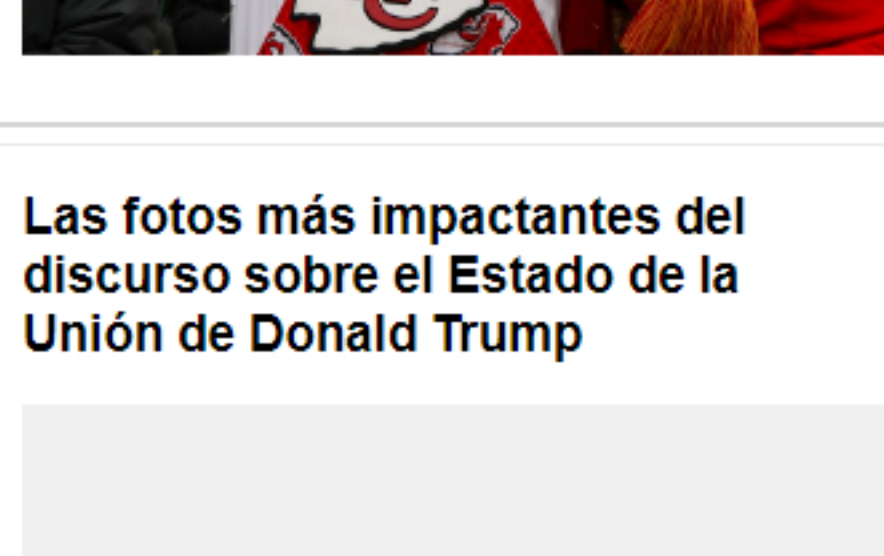 Las fotos más impactantes del
discurso sobre el Estado de la
Unión de Donald Trump